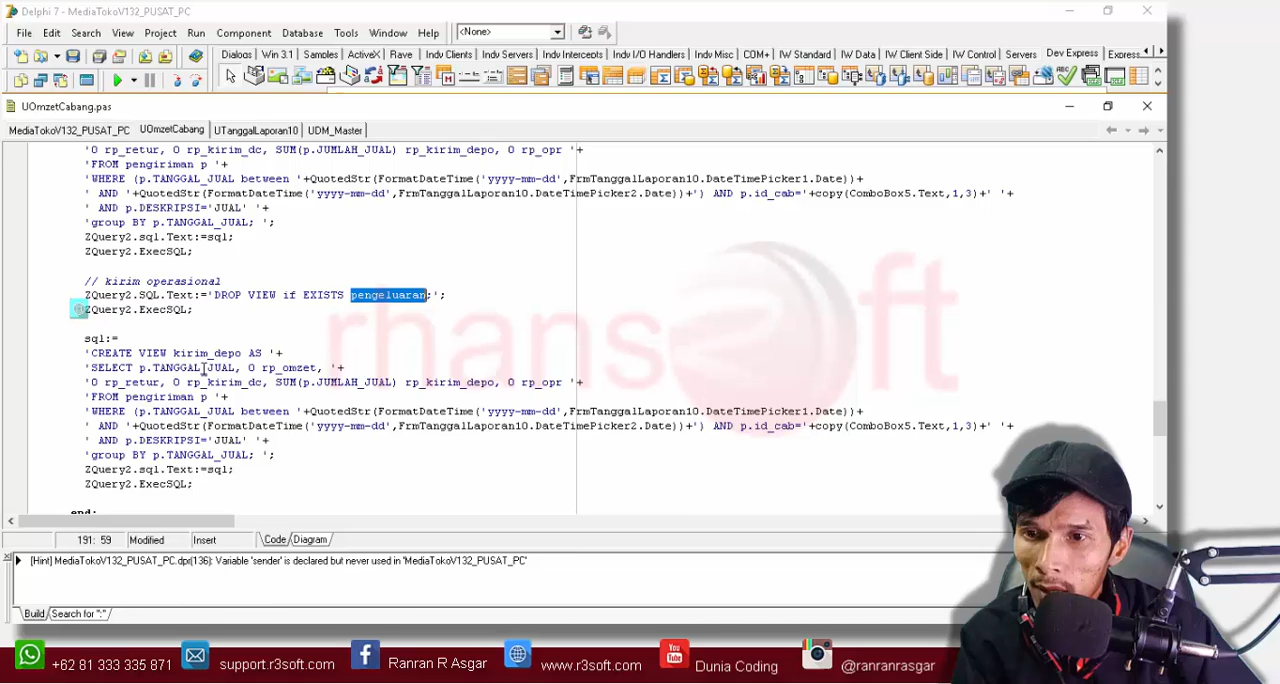 Delphi 7 - MediaTokoV132_PUSAT_PC
File Edit Search View Project Run Component Database Tools Window Help <None>
Dialogs Win 3.1 Samples ActiveX Rave Indy Clients Indy Servers Indy Intercepts Indy I/O Handlers Indy Misc COM+ IW Standard IW Data IW Client Side IW Control Servers Dev Express Express
UOmzetCabang.pas
MediaTokoV132_PUSAT_PC UOmzetCabang UTanggalLaporan10 UDM_Master
'0 rp_retur, 0 rp_kirim_dc, SUM(p.JUMLAH_JUAL) rp_kirim_depo, 0 rp_opr '+
'FROM pengiriman p '+
'WHERE (p.TANGGAL_JUAL between '+QuotedStr(FormatDateTime('yyyy-mm-dd',FrmTanggalLaporan10.DateTimePicker1.Date))+
' AND '+QuotedStr(FormatDateTime('yyyy-mm-dd',FrmTanggalLaporan10.DateTimePicker2.Date))+') AND p.id_cab='+copy(ComboBox5.Text,1,3)+' '+
' AND p.DESKRIPSI='JUAL' '+
'group BY p.TANGGAL_JUAL; ';
ZQuery2.sql.Text:=sql;
ZQuery2.ExecSQL;
// kirim operasional
ZQuery2.SQL.Text:='DROP VIEW if EXISTS pengeluaran;';
ZQuery2.ExecSQL;
sql:=
'CREATE VIEW kirim_depo AS '+
'SELECT p.TANGGAL_JUAL, 0 rp_omzet, '+
'0 rp_retur, 0 rp_kirim_dc, SUM(p.JUMLAH_JUAL) rp_kirim_depo, 0 rp_opr '+
'FROM pengiriman p '+
'WHERE (p.TANGGAL_JUAL between '+QuotedStr(FormatDateTime('yyyy-mm-dd',FrmTanggalLaporan10.DateTimePicker1.Date))+
' AND '+QuotedStr(FormatDateTime('yyyy-mm-dd',FrmTanggalLaporan10.DateTimePicker2.Date))+') AND p.id_cab='+copy(ComboBox5.Text,1,3)+' '+
' AND p.DESKRIPSI='JUAL' '+
'group BY p.TANGGAL_JUAL; ';
ZQuery2.sql.Text:=sql;
ZQuery2.ExecSQL;
end;
rhansoft
191: 59 Modified Insert Code Diagram
[Hint] MediaTokoV132_PUSAT_PC.dpr(136): Variable 'sender' is declared but never used in 'MediaTokoV132_PUSAT_PC'
Build Search for ":"
+62 81 333 335 871 support.r3soft.com Ranran R Asgar www.r3soft.com You Tube Dunia Coding @ranranrasgar